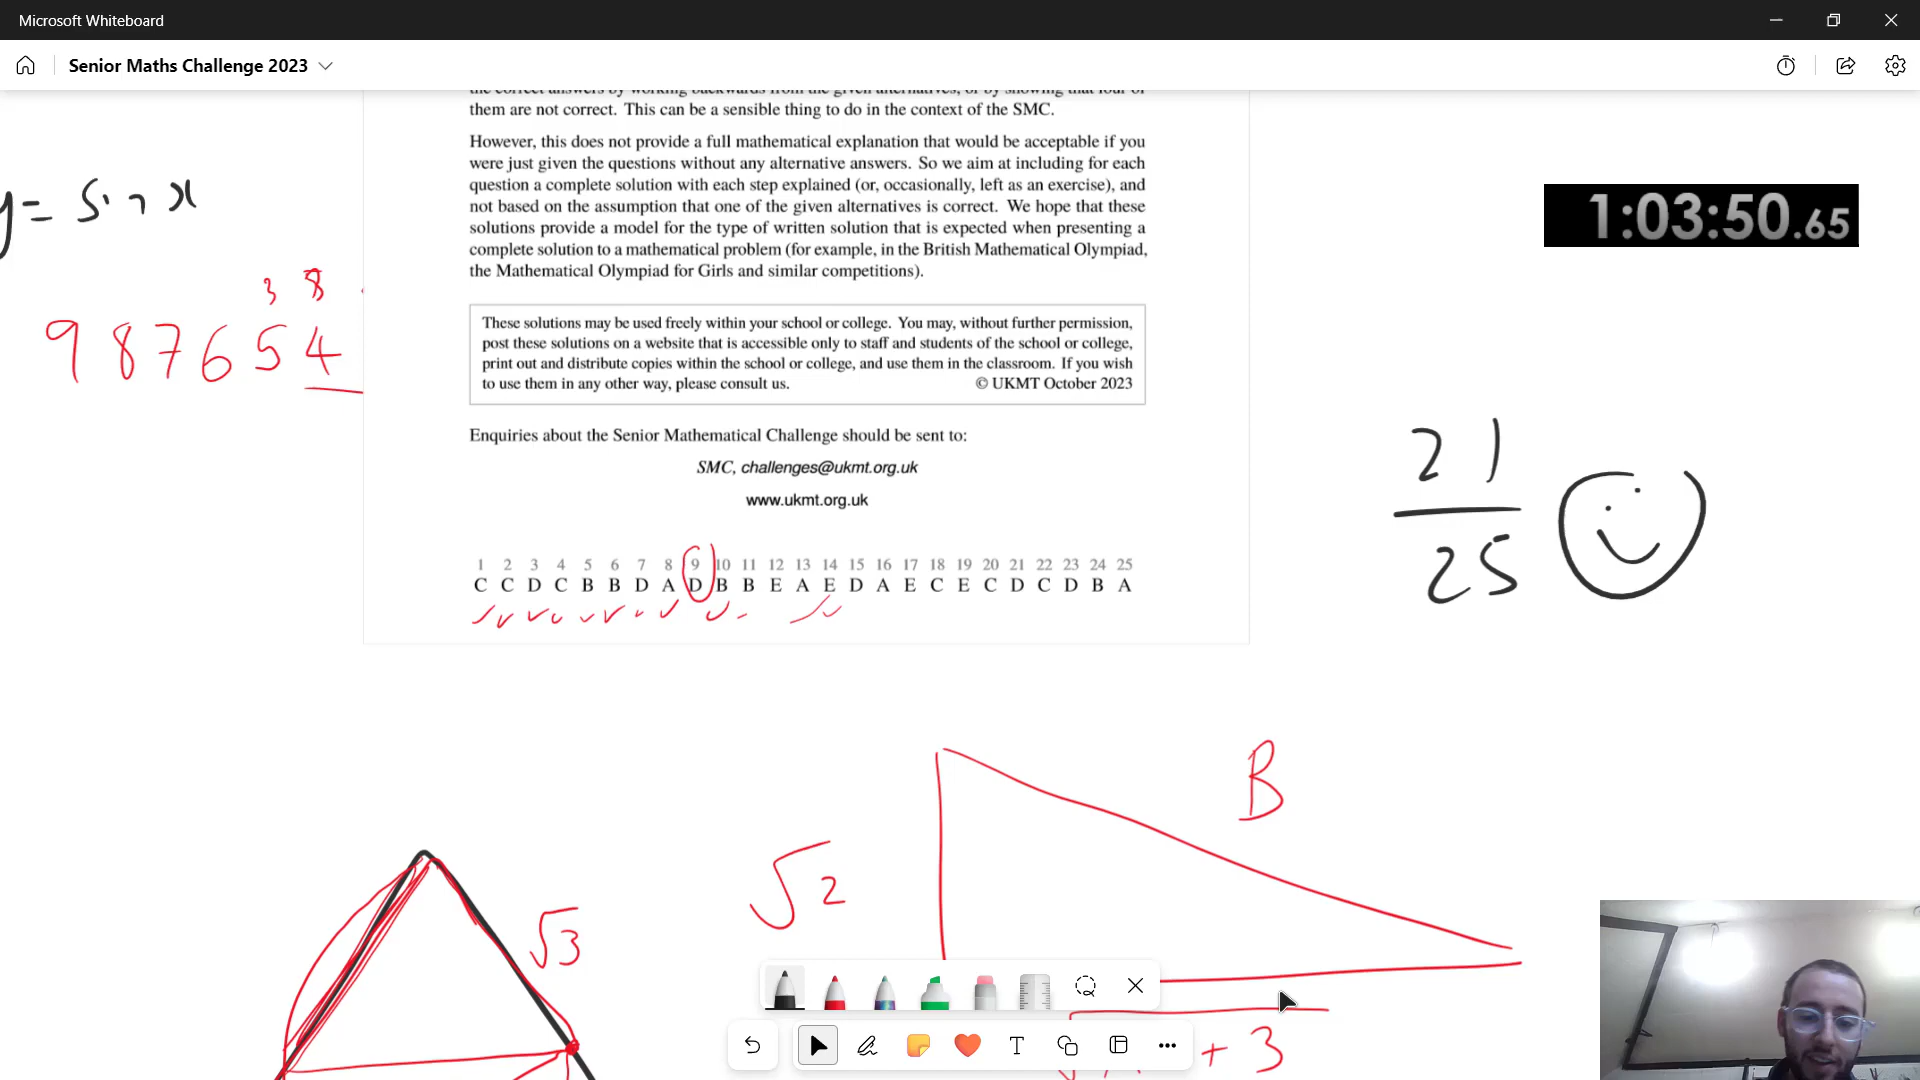 Microsoft Whiteboard
Senior Maths Challenge 2023
them are not correct. This can be a sensible thing to do in the context of the SMC.
However, this does not provide a full mathematical explanation that would be acceptable if you
were just given the questions without any alternative answers. So we aim at including for each
question a complete solution with each step explained (or, occasionally, left as an exercise), and
not based on the assumption that one of the given alternatives is correct. We hope that these
solutions provide a model for the type of written solution that is expected when presenting a
complete solution to a mathematical problem (for example, in the British Mathematical Olympiad,
the Mathematical Olympiad for Girls and similar competitions).
y = sin x
1:03:50.65
3 8
987654
These solutions may be used freely within your school or college. You may, without further permission,
post these solutions on a website that is accessible only to staff and students of the school or college,
print out and distribute copies within the school or college, and use them in the classroom. If you wish
to use them in any other way, please consult us. © UKMT October 2023
Enquiries about the Senior Mathematical Challenge should be sent to:
SMC, challenges@ukmt.org.uk
www.ukmt.org.uk
21
25
1 2 3 4 5 6 7 8 9 10 11 12 13 14 15 16 17 18 19 20 21 22 23 24 25
C C D C B B D A D B B E A E D A E C E C D C D B A
B
√2
√3
+ 3